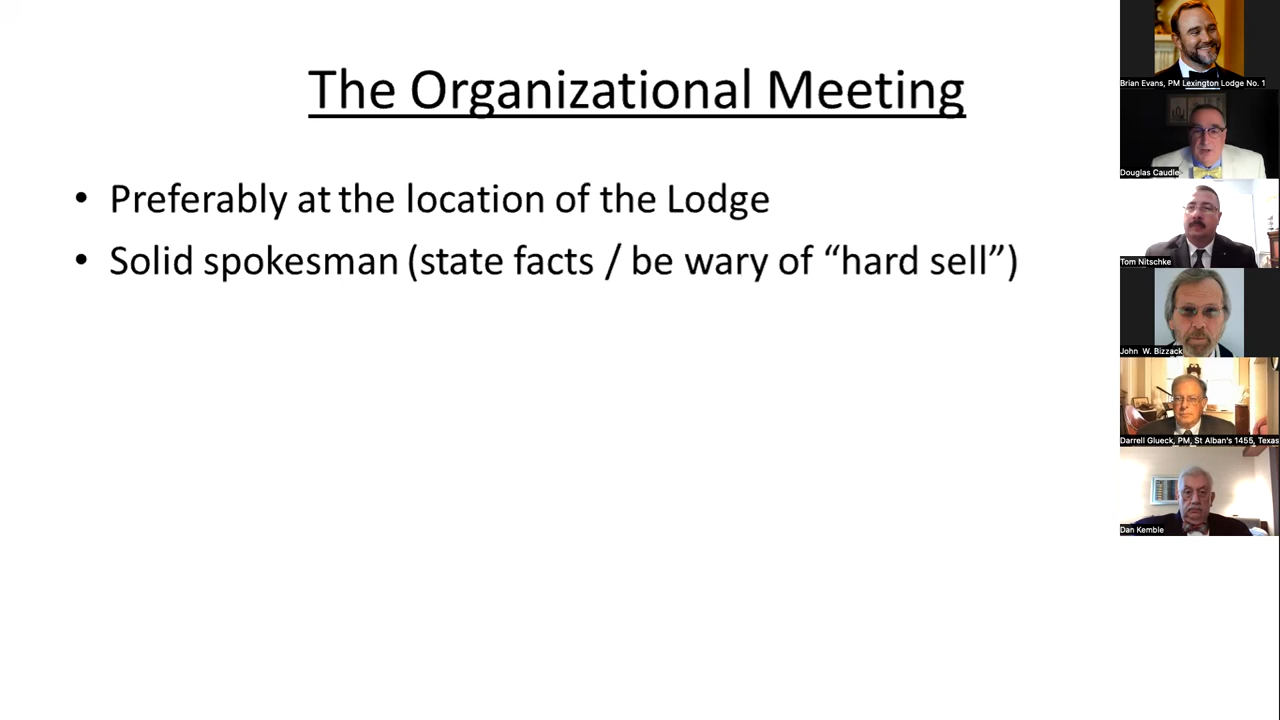 The Organizational Meeting
• Preferably at the location of the Lodge
• Solid spokesman (state facts / be wary of “hard sell”)
Brian Evans, PM Lexington Lodge No. 1
Douglas Caudle
Tom Nitschke
John W. Bizzack
Darrell Glueck, PM, St Alban's 1455, Texas
Dan Kemble